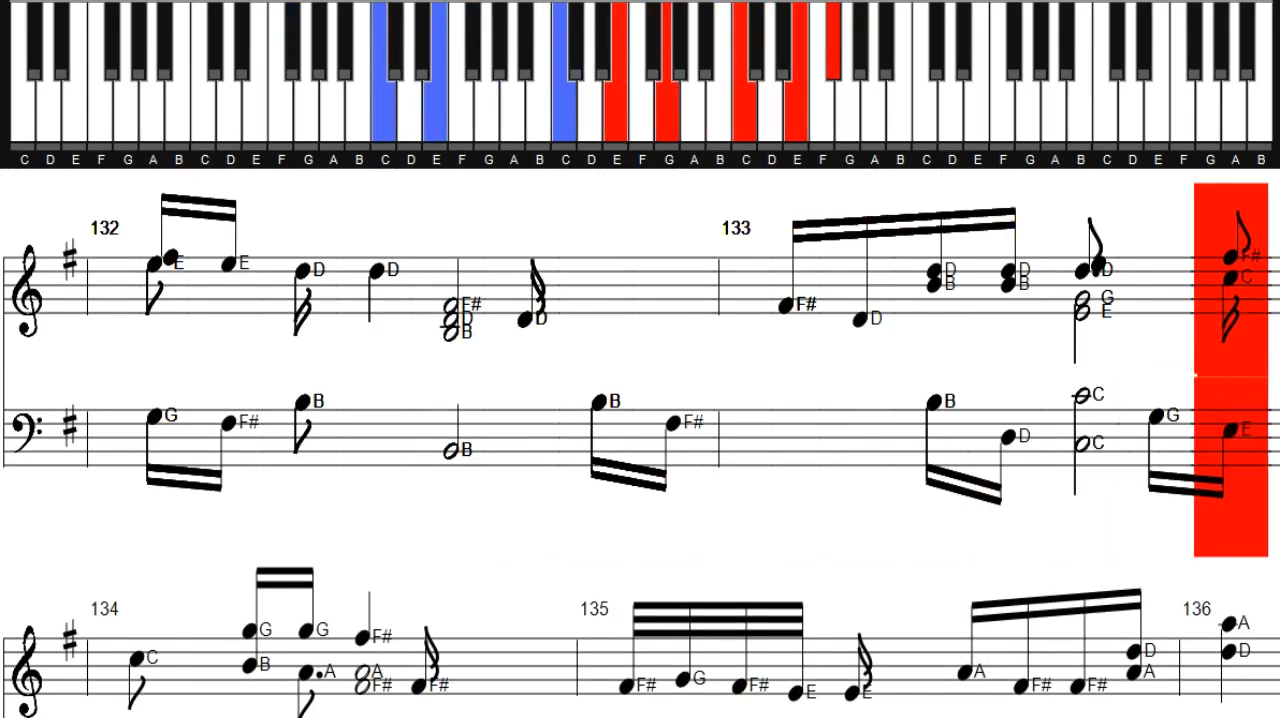 C D E F G A B C D E F G A B C D E F G A B C D E F G A B C D E F G A B C D E F G A B C D E F G A B
132 133
E E D D F# D B D F# D D B D B D G E F# C
G F# B B B F# B D C C G E
134 135 136
C G B G A F# A F# F# F# G F# E E A F# F# D A A D